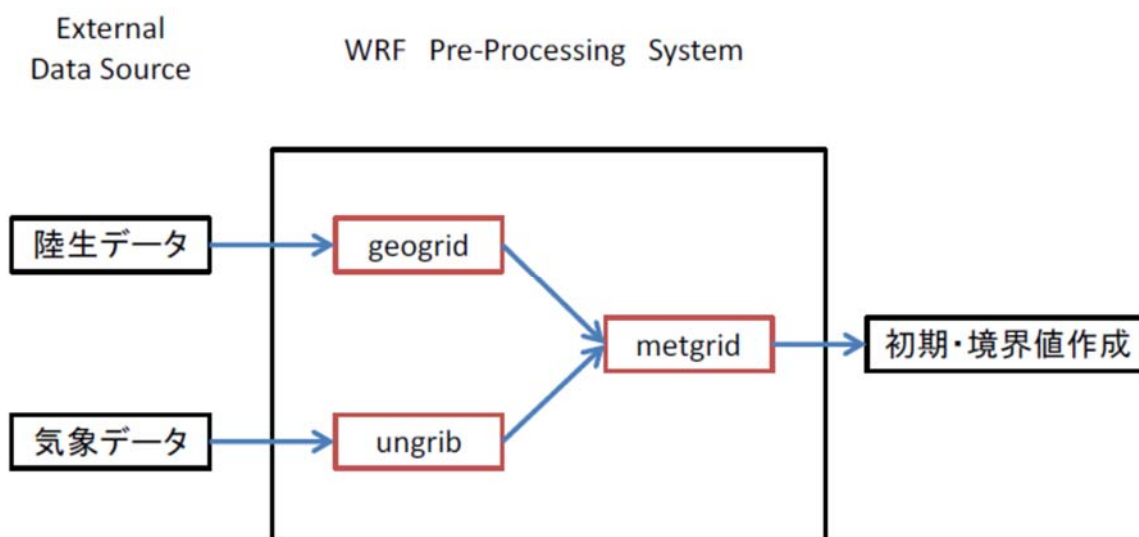 External
Data Source
WRF Pre-Processing System
陸生データ
geogrid
metgrid
初期・境界値作成
気象データ
ungrib